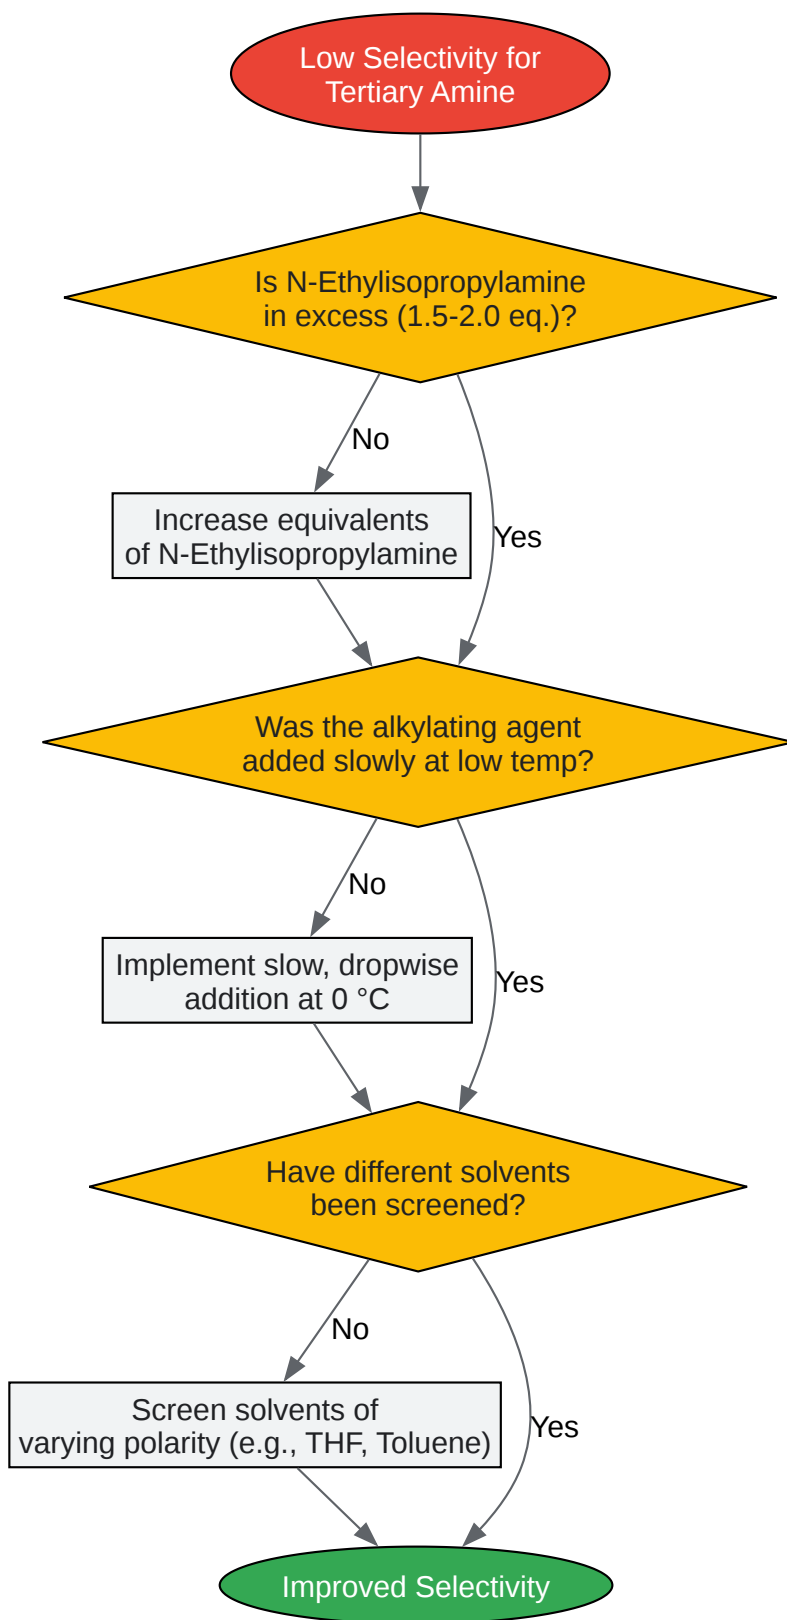 Low Selectivity for
Tertiary Amine
Is N-Ethylisopropylamine
in excess (1.5-2.0 eq.)?
No
Increase equivalents
of N-Ethylisopropylamine
Yes
Was the alkylating agent
added slowly at low temp?
No
Implement slow, dropwise
addition at 0 °C
Yes
Have different solvents
been screened?
No
Screen solvents of
varying polarity (e.g., THF, Toluene)
Yes
Improved Selectivity